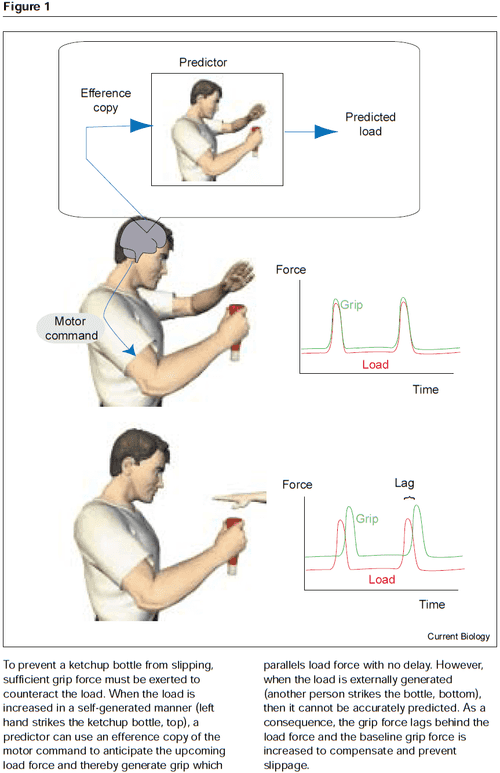 Figure 1
Predictor
Efference
copy
Predicted
load
Motor
command
Force
Grip
Load
Time
Lag
Force
Grip
Load
Time
Current Biology
To prevent a ketchup bottle from slipping,
sufficient grip force must be exerted to
counteract the load. When the load is
increased in a self-generated manner (left
hand strikes the ketchup bottle, top), a
predictor can use an efference copy of the
motor command to anticipate the upcoming
load force and thereby generate grip which
parallels load force with no delay. However,
when the load is externally generated
(another person strikes the bottle, bottom),
then it cannot be accurately predicted. As a
consequence, the grip force lags behind the
load force and the baseline grip force is
increased to compensate and prevent
slippage.